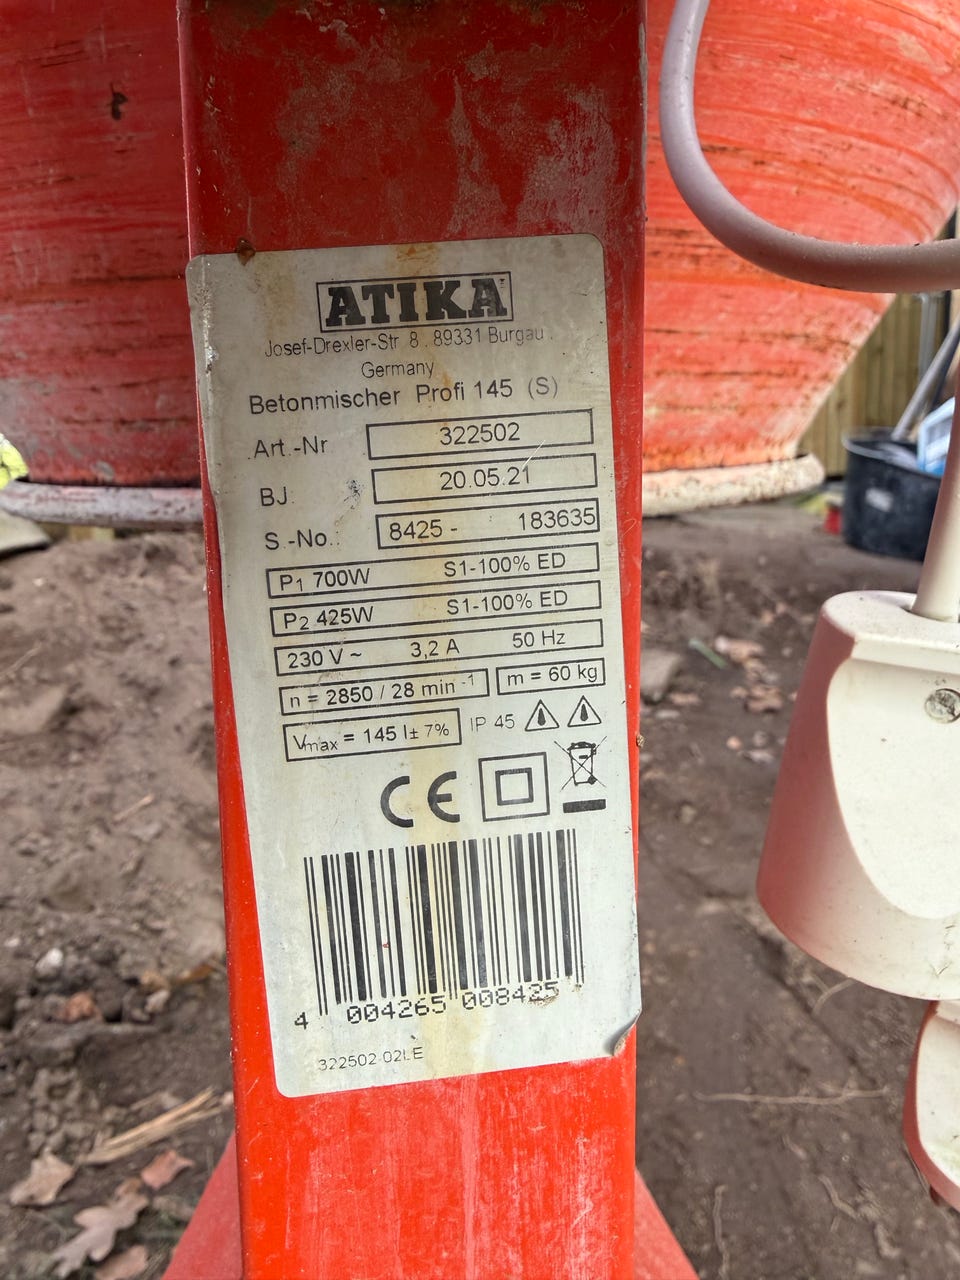 ATIKA
Josef-Drexler-Str. 8 . 89331 Burgau .
Germany
Betonmischer Profi 145 (S)
Art.-Nr 322502
BJ. 20.05.21
S.-No.: 8425 - 183635
P1 700W S1-100% ED
P2 425W S1-100% ED
230 V ~ 3,2 A 50 Hz
n = 2850 / 28 min -1 m = 60 kg
Vmax = 145 l± 7% IP 45
CE
4 004265 008425
322502 02LE